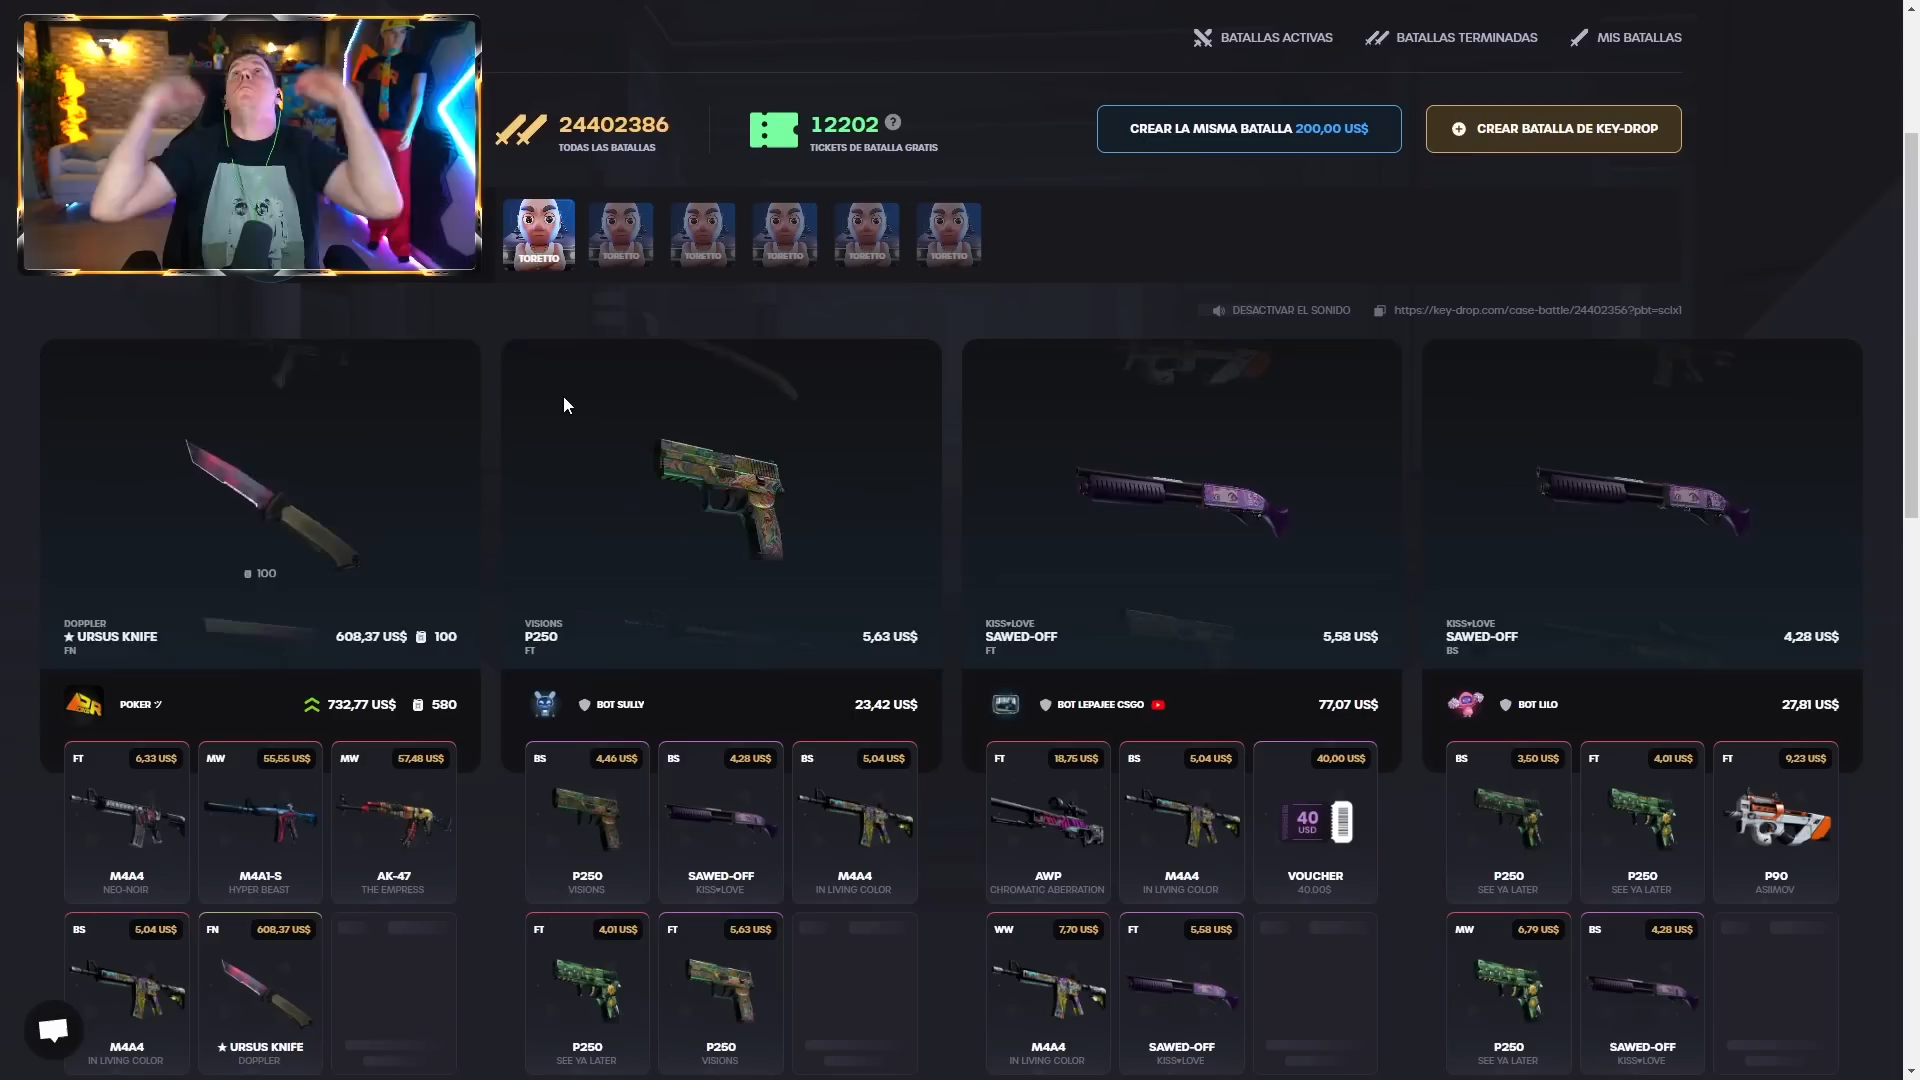 BATALLAS ACTIVAS
BATALLAS TERMINADAS
MIS BATALLAS
24402386
TODAS LAS BATALLAS
12202 ?
TICKETS DE BATALLA GRATIS
CREAR LA MISMA BATALLA 200,00 US$
CREAR BATALLA DE KEY-DROP
TORETTO
TORETTO
TORETTO
TORETTO
TORETTO
TORETTO
DESACTIVAR EL SONIDO
https://key-drop.com/case-battle/24402356?pbt=sclx1
100
DOPPLER
★ URSUS KNIFE
FN
608,37 US$ 100
VISIONS
P250
FT
5,63 US$
KISS♥LOVE
SAWED-OFF
FT
5,58 US$
KISS♥LOVE
SAWED-OFF
BS
4,28 US$
POKER ツ
732,77 US$ 580
BOT SULLY
23,42 US$
BOT LEPAJEE CSGO
77,07 US$
BOT LILO
27,81 US$
FT 6,33 US$
M4A4
NEO-NOIR
MW 55,55 US$
M4A1-S
HYPER BEAST
MW 57,48 US$
AK-47
THE EMPRESS
BS 4,46 US$
P250
VISIONS
BS 4,28 US$
SAWED-OFF
KISS♥LOVE
BS 5,04 US$
M4A4
IN LIVING COLOR
FT 18,75 US$
AWP
CHROMATIC ABERRATION
BS 5,04 US$
M4A4
IN LIVING COLOR
40,00 US$
40
USD
VOUCHER
40.00$
BS 3,50 US$
P250
SEE YA LATER
FT 4,01 US$
P250
SEE YA LATER
FT 9,23 US$
P90
ASIIMOV
BS 5,04 US$
M4A4
IN LIVING COLOR
FN 608,37 US$
★ URSUS KNIFE
DOPPLER
FT 4,01 US$
P250
SEE YA LATER
FT 5,63 US$
P250
VISIONS
WW 7,70 US$
M4A4
IN LIVING COLOR
FT 5,58 US$
SAWED-OFF
KISS♥LOVE
MW 6,79 US$
P250
SEE YA LATER
BS 4,28 US$
SAWED-OFF
KISS♥LOVE